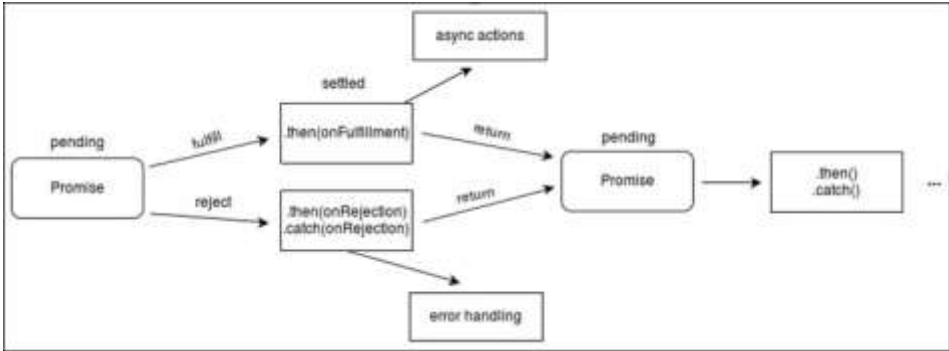 async actions
settled
.then(onFulfillment)
pending
fulfill
return
pending
Promise
Promise
.then()
.catch()
...
reject
.then(onRejection)
.catch(onRejection)
return
error handling